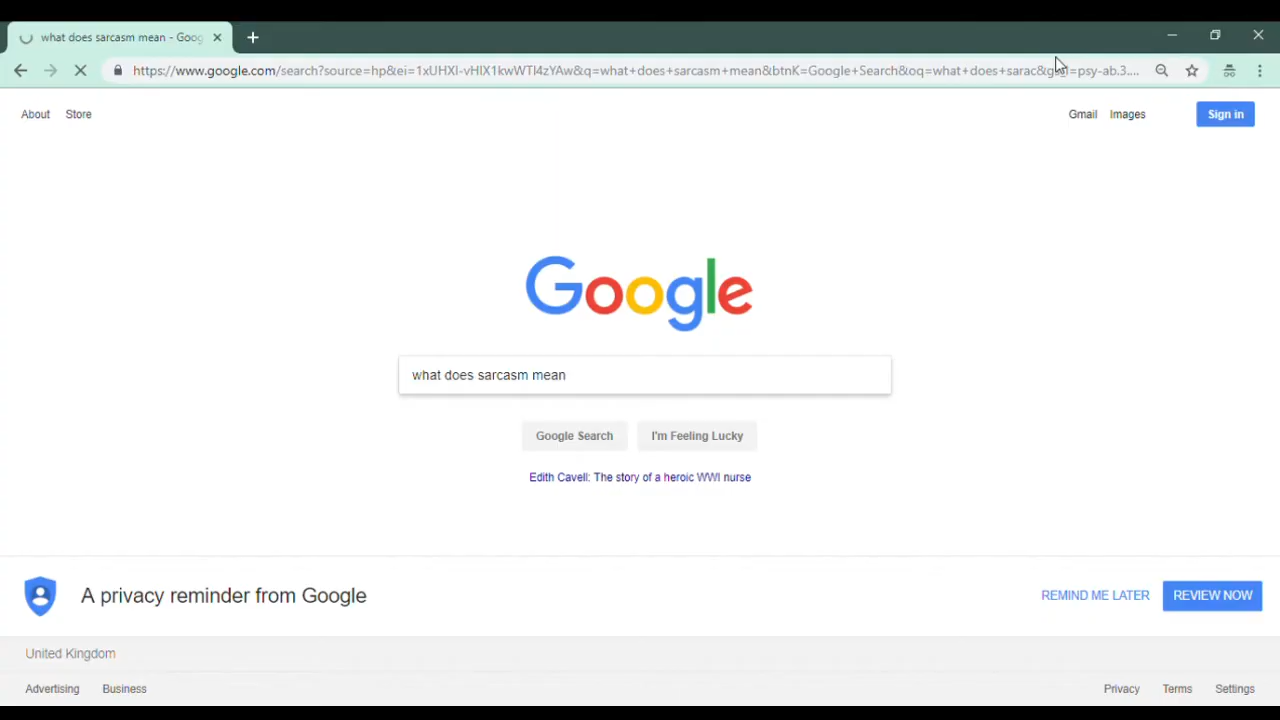 what does sarcasm mean - Goog
https://www.google.com/search?source=hp&ei=1xUHXI-vHIX1kwWTl4zYAw&q=what+does+sarcasm+mean&btnK=Google+Search&oq=what+does+sarac&gs_l=psy-ab.3....
About Store Gmail Images Sign in
Google
what does sarcasm mean
Google Search I'm Feeling Lucky
Edith Cavell: The story of a heroic WWI nurse
A privacy reminder from Google REMIND ME LATER REVIEW NOW
United Kingdom
Advertising Business Privacy Terms Settings